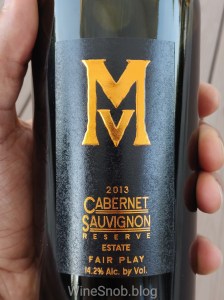 MV
2013
CABERNET
SAUVIGNON
RESERVE
ESTATE
FAIR PLAY
14.2% Alc. by Vol.
WineSnob.blog